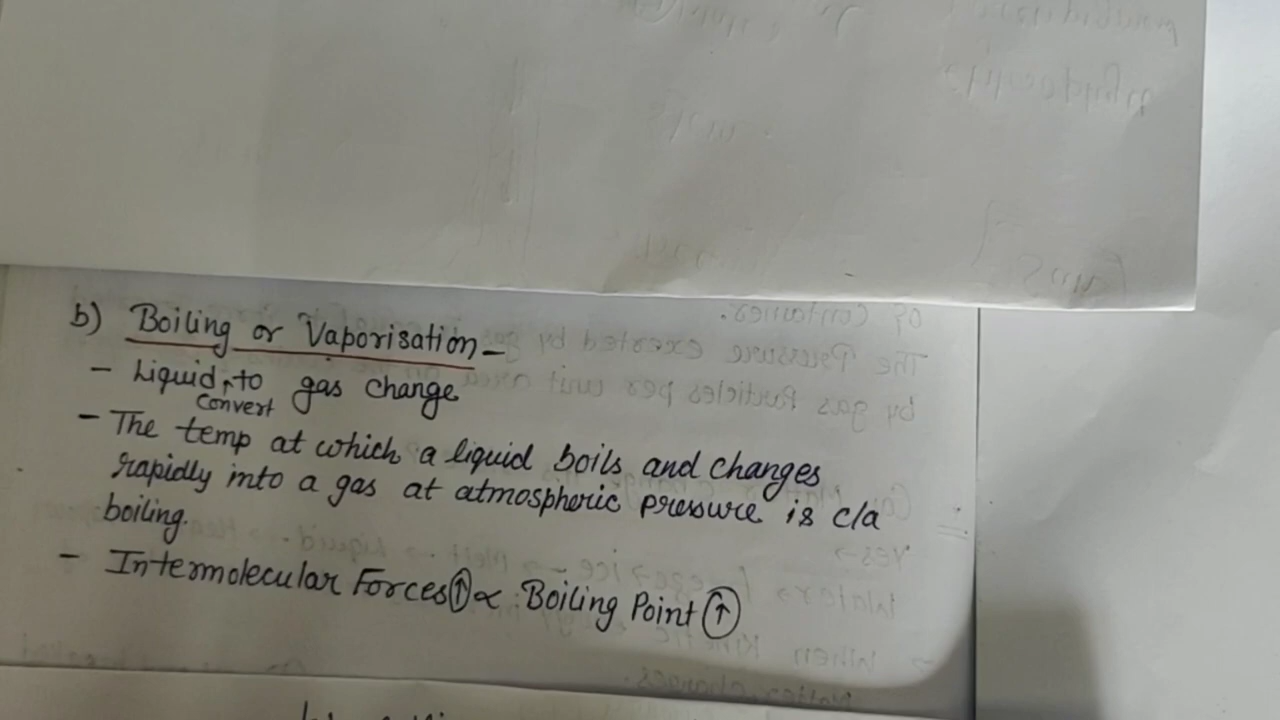 b) Boiling or Vaporisation -
- Liquid, to gas change
convert
- The temp at which a liquid boils and changes
rapidly into a gas at atmospheric pressure is c/a
boiling.
- Intermolecular Forces↑ ∝ Boiling Point ↑